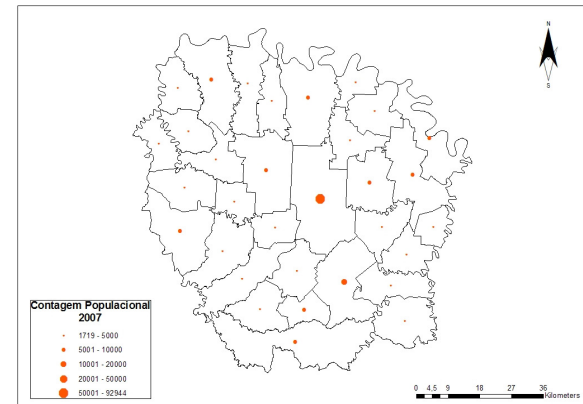 N
S
Contagem Populacional
2007
1719 - 5000
5001 - 10000
10001 - 20000
20001 - 50000
50001 - 92944
0 4,5 9 18 27 36
Kilometers